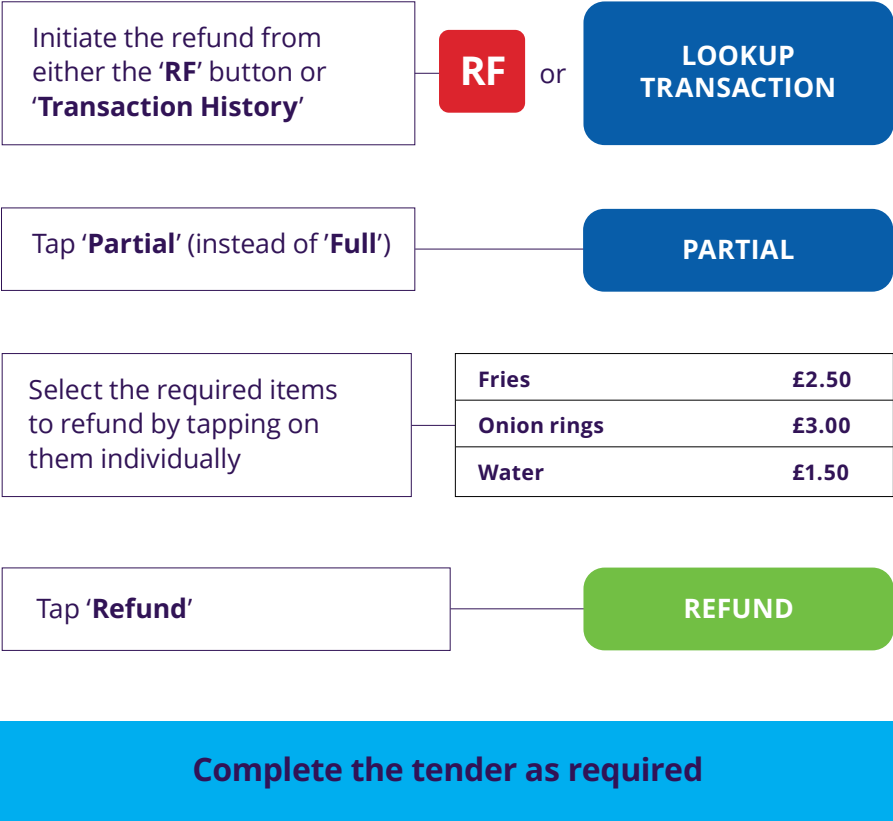 Initiate the refund from
either the ‘RF’ button or
‘Transaction History’
RF or LOOKUP
TRANSACTION
Tap ‘Partial’ (instead of ’Full’)
PARTIAL
Select the required items
to refund by tapping on
them individually
Fries £2.50
Onion rings £3.00
Water £1.50
Tap ‘Refund’
REFUND
Complete the tender as required